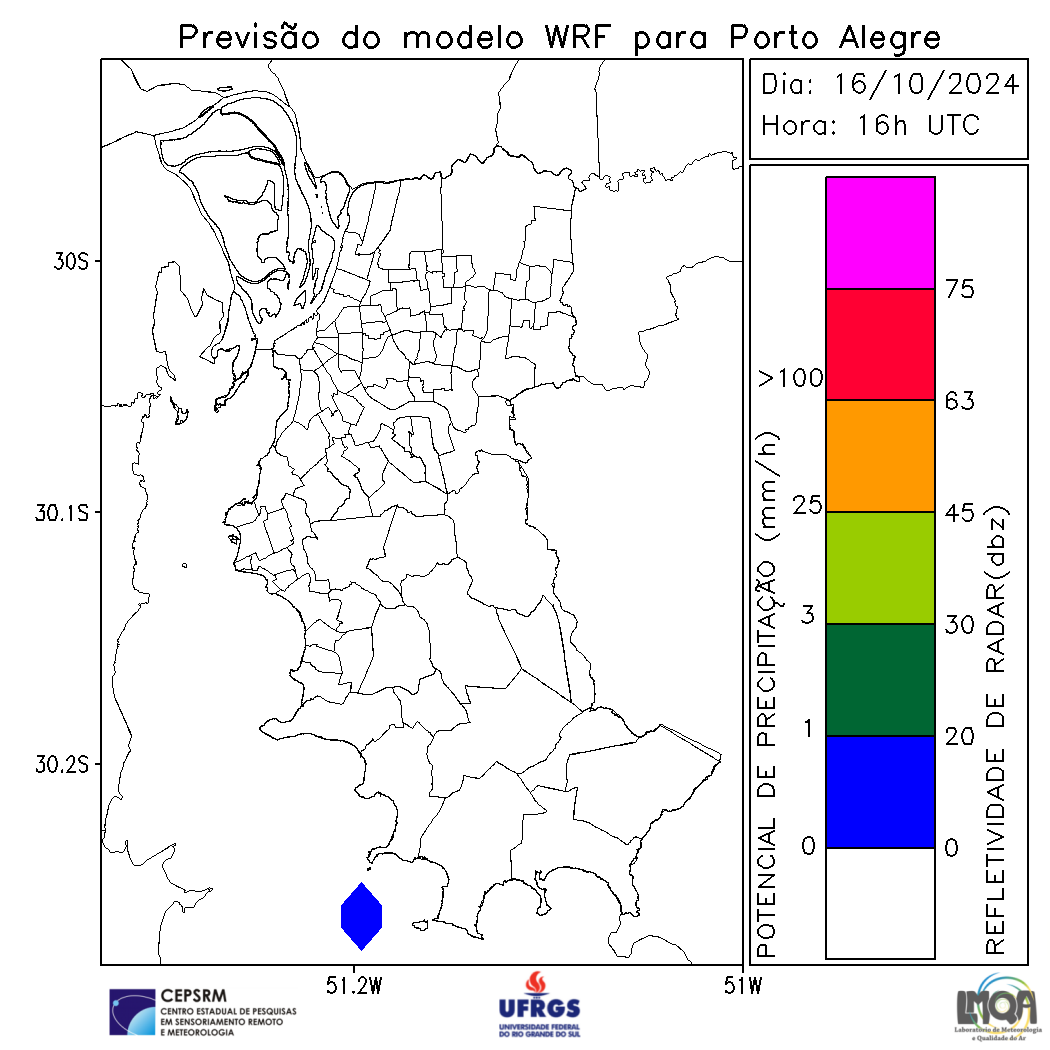 Previsão do modelo WRF para Porto Alegre
Dia: 16/10/2024
Hora: 16h UTC
30S
30.1S
30.2S
51.2W
51W
POTENCIAL DE PRECIPITAÇÃO (mm/h)
>100
25
3
1
0
75
63
45
30
20
0
REFLETIVIDADE DE RADAR(dbz)
CEPSRM
CENTRO ESTADUAL DE PESQUISAS
EM SENSORIAMENTO REMOTO
E METEOROLOGIA
UFRGS
UNIVERSIDADE FEDERAL
DO RIO GRANDE DO SUL
LMQA
Laboratório de Meteorologia
e Qualidade do Ar